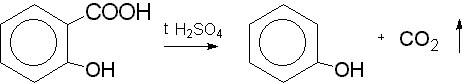 COOH
t H₂SO₄
+ CO₂
OH
OH